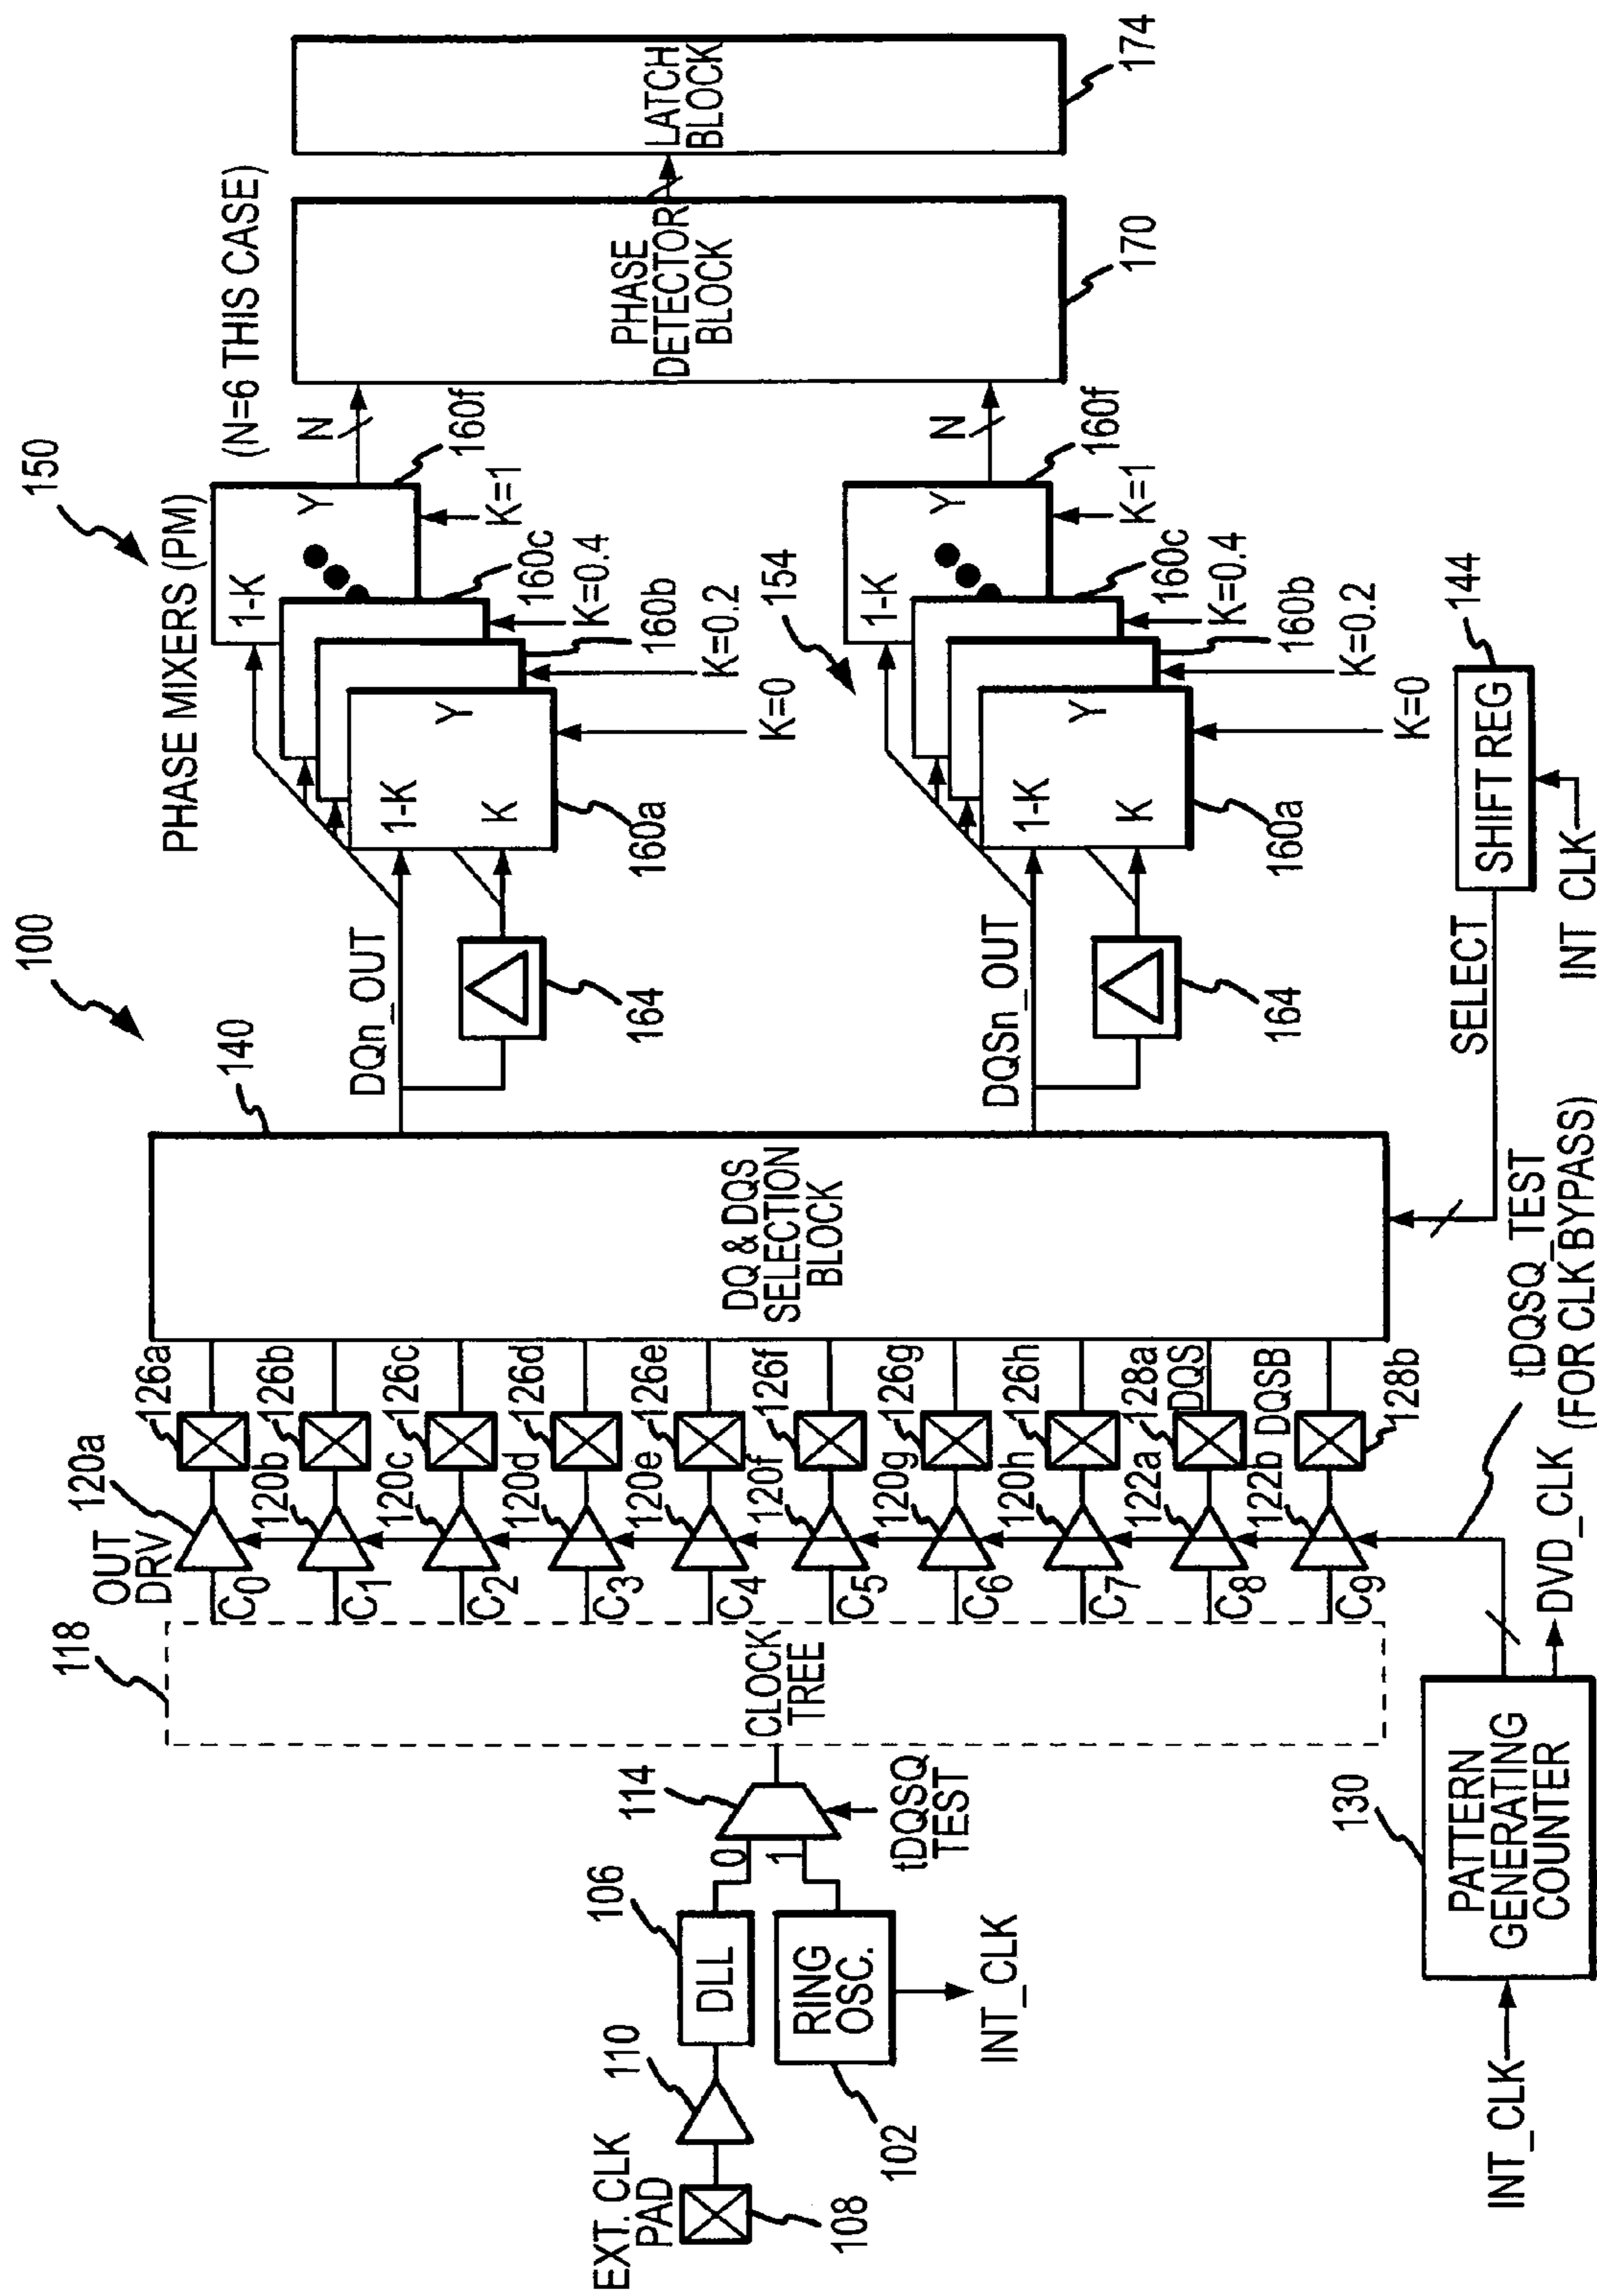 100
150
PHASE MIXERS (PM)
(N=6 THIS CASE)
EXT. CLK
PAD
108
110
DLL
106
RING
OSC.
102
INT_CLK
0
1
114
tDQSQ
TEST
118
CLOCK
TREE
OUT
DRV
C0
C1
C2
C3
C4
C5
C6
C7
C8
C9
120a
120b
120c
120d
120e
120f
120g
120h
122a
122b
126a
126b
126c
126d
126e
126f
126g
126h
128a
DQS
DQSB
128b
INT_CLK
PATTERN
GENERATING
COUNTER
130
DVD_CLK
tDQSQ_TEST
(FOR CLK BYPASS)
140
DQ & DQS
SELECTION
BLOCK
SELECT
SHIFT REG
144
INT_CLK
DQn_OUT
164
1-K
K
Y
160a
K=0
160b
K=0.2
160c
K=0.4
1-K
Y
160f
K=1
N
DQSn_OUT
164
154
1-K
K
Y
160a
K=0
160b
K=0.2
160c
K=0.4
1-K
Y
160f
K=1
N
PHASE
DETECTOR
BLOCK
170
LATCH
BLOCK
174